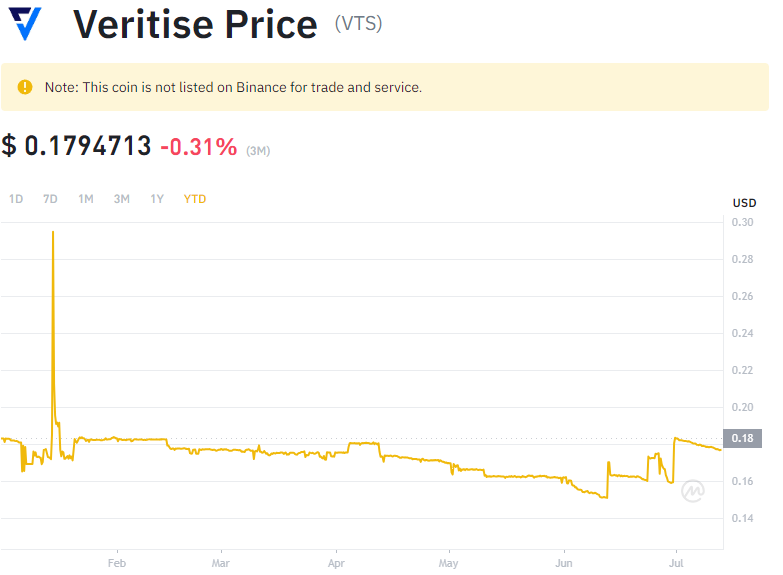 Veritise Price (VTS)
Note: This coin is not listed on Binance for trade and service.
$ 0.1794713 -0.31% (3M)
1D 7D 1M 3M 1Y YTD
USD
0.30
0.28
0.26
0.24
0.22
0.20
0.18
0.16
0.14
Feb Mar Apr May Jun Jul